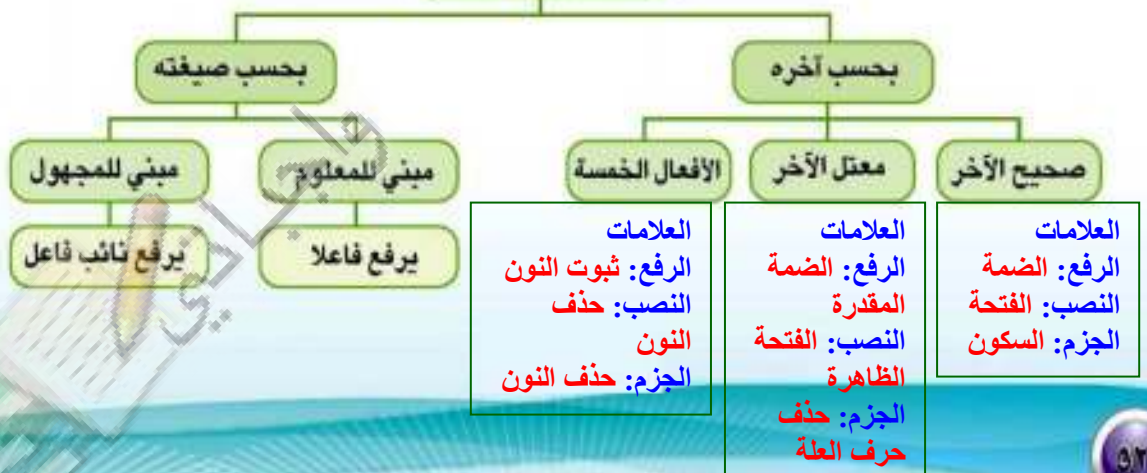 بحسب آخره
بحسب صيغته
صحيح الآخر
معتل الآخر
الأفعال الخمسة
مبني للمعلوم
مبني للمجهول
العلامات
الرفع: الضمة
النصب: الفتحة
الجزم: السكون
العلامات
الرفع: الضمة
المقدرة
النصب: الفتحة
الظاهرة
الجزم: حذف
حرف العلة
العلامات
الرفع: ثبوت النون
النصب: حذف
النون
الجزم: حذف النون
يرفع فاعلا
يرفع نائب فاعل
واجباتي